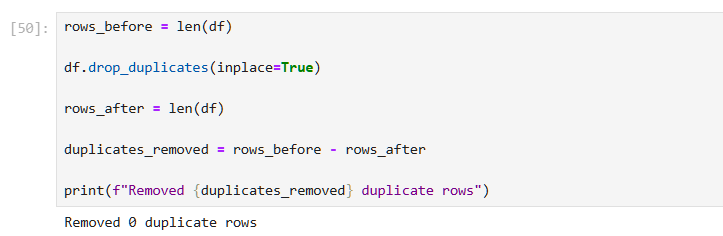 [50]:
rows_before = len(df)
df.drop_duplicates(inplace=True)
rows_after = len(df)
duplicates_removed = rows_before - rows_after
print(f"Removed {duplicates_removed} duplicate rows")
Removed 0 duplicate rows